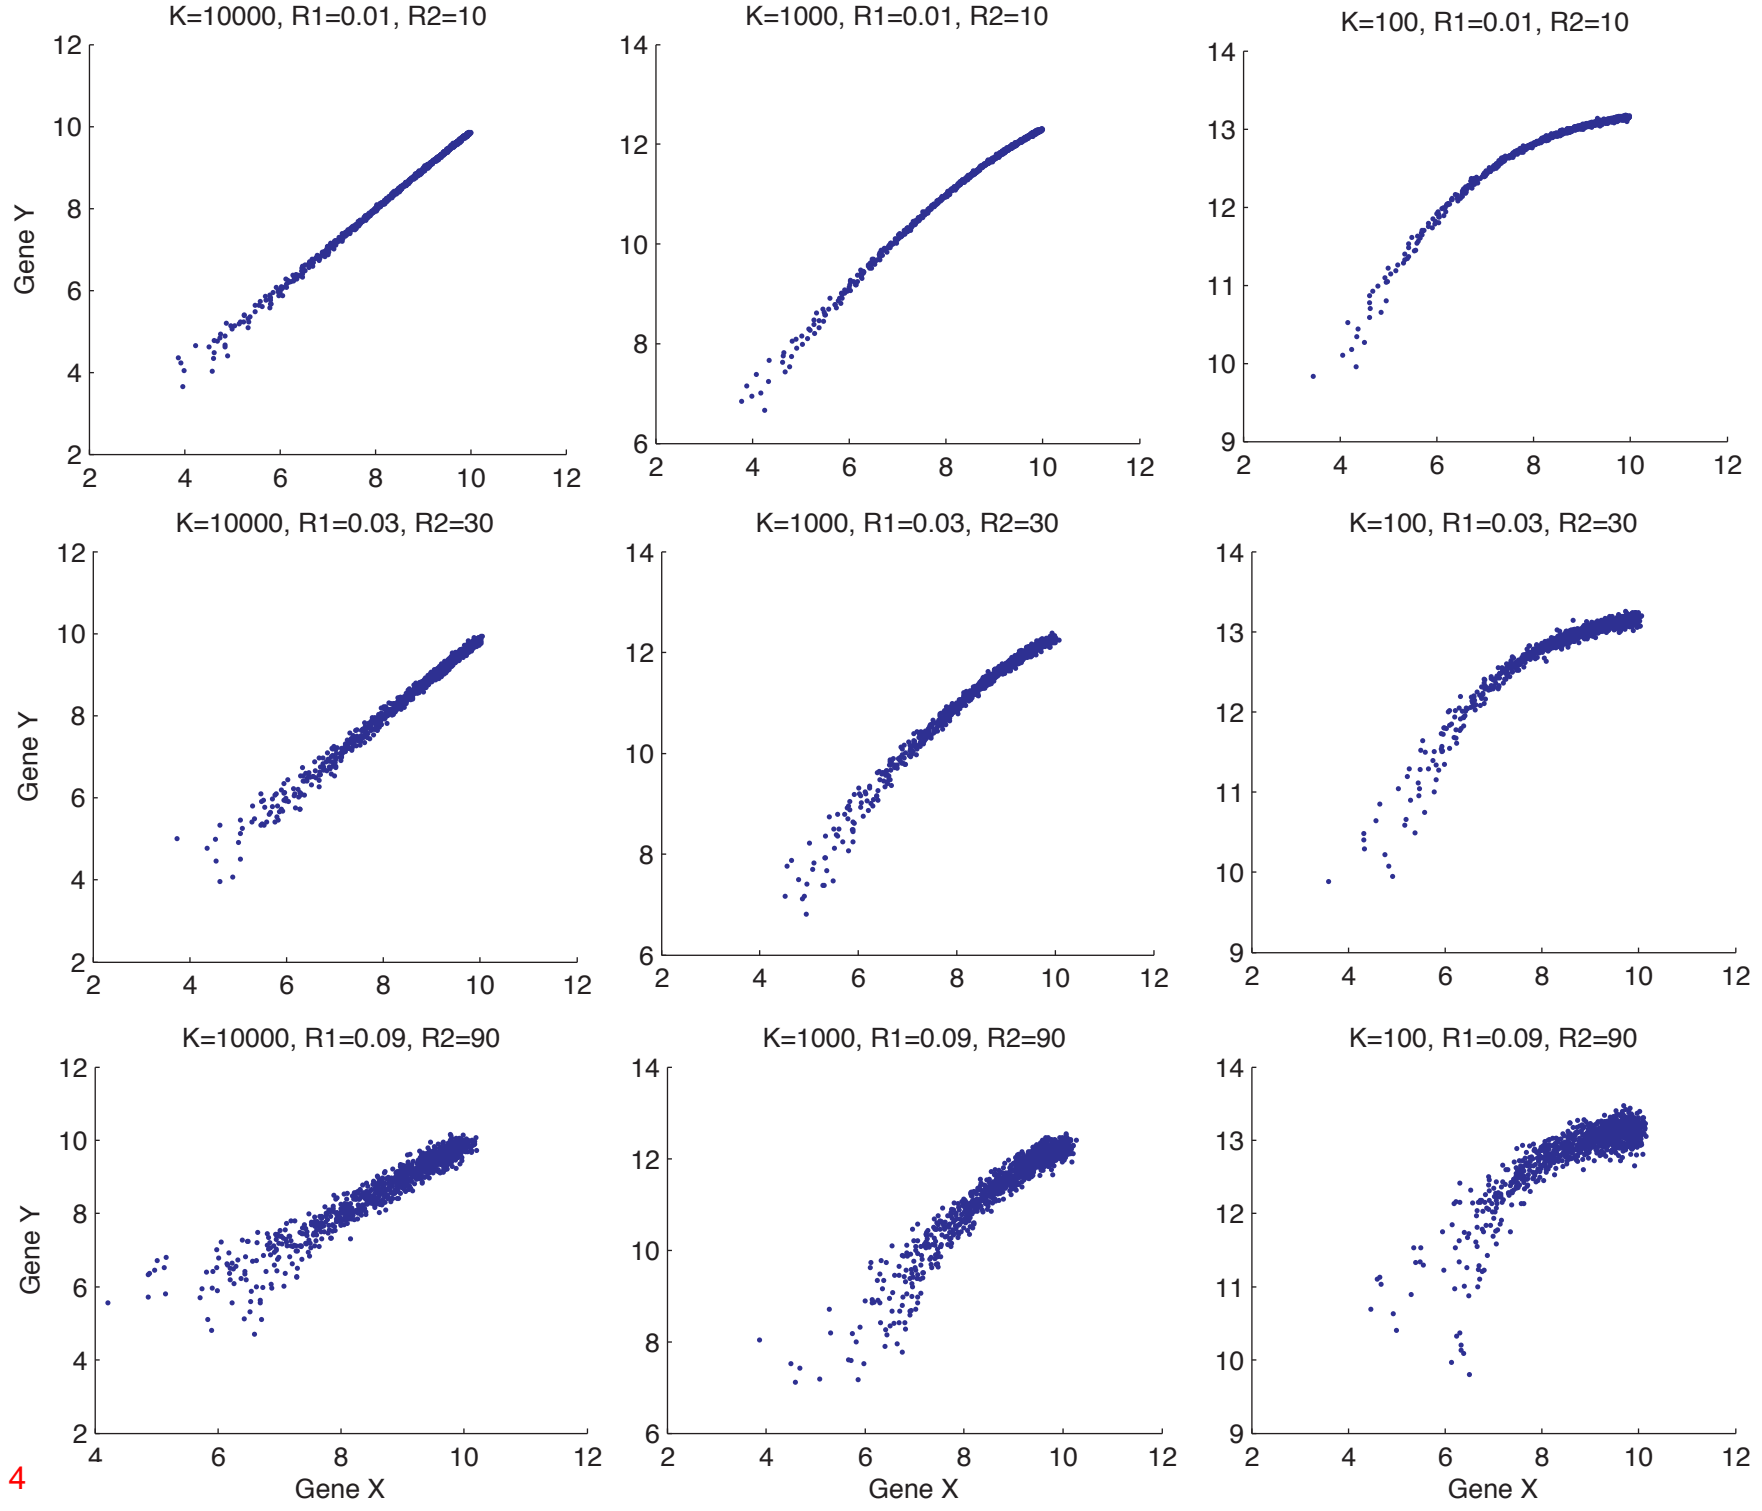 K=10000, R1=0.01, R2=10
K=1000, R1=0.01, R2=10
K=100, R1=0.01, R2=10
12
10
8
6
4
2
Gene Y
2 4 6 8 10 12
14
12
10
8
6
2 4 6 8 10 12
14
13
12
11
10
9
2 4 6 8 10 12
K=10000, R1=0.03, R2=30
K=1000, R1=0.03, R2=30
K=100, R1=0.03, R2=30
12
10
8
6
4
2
Gene Y
2 4 6 8 10 12
14
12
10
8
6
2 4 6 8 10 12
14
13
12
11
10
9
2 4 6 8 10 12
K=10000, R1=0.09, R2=90
K=1000, R1=0.09, R2=90
K=100, R1=0.09, R2=90
12
10
8
6
4
2
Gene Y
4 6 8 10 12
Gene X
14
12
10
8
6
2 4 6 8 10 12
Gene X
14
13
12
11
10
9
2 4 6 8 10 12
Gene X
4